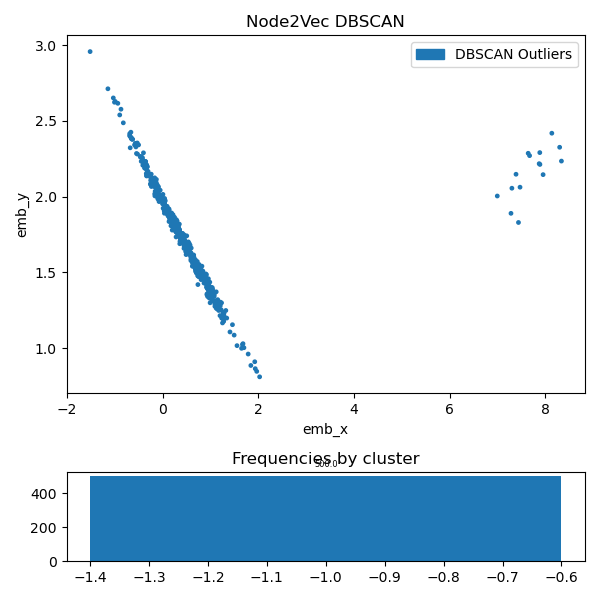 Node2Vec DBSCAN
3.0
2.5
2.0
1.5
1.0
emb_y
DBSCAN Outliers
−2 0 2 4 6 8
emb_x
Frequencies by cluster
500.0
400
200
0
−1.4 −1.3 −1.2 −1.1 −1.0 −0.9 −0.8 −0.7 −0.6